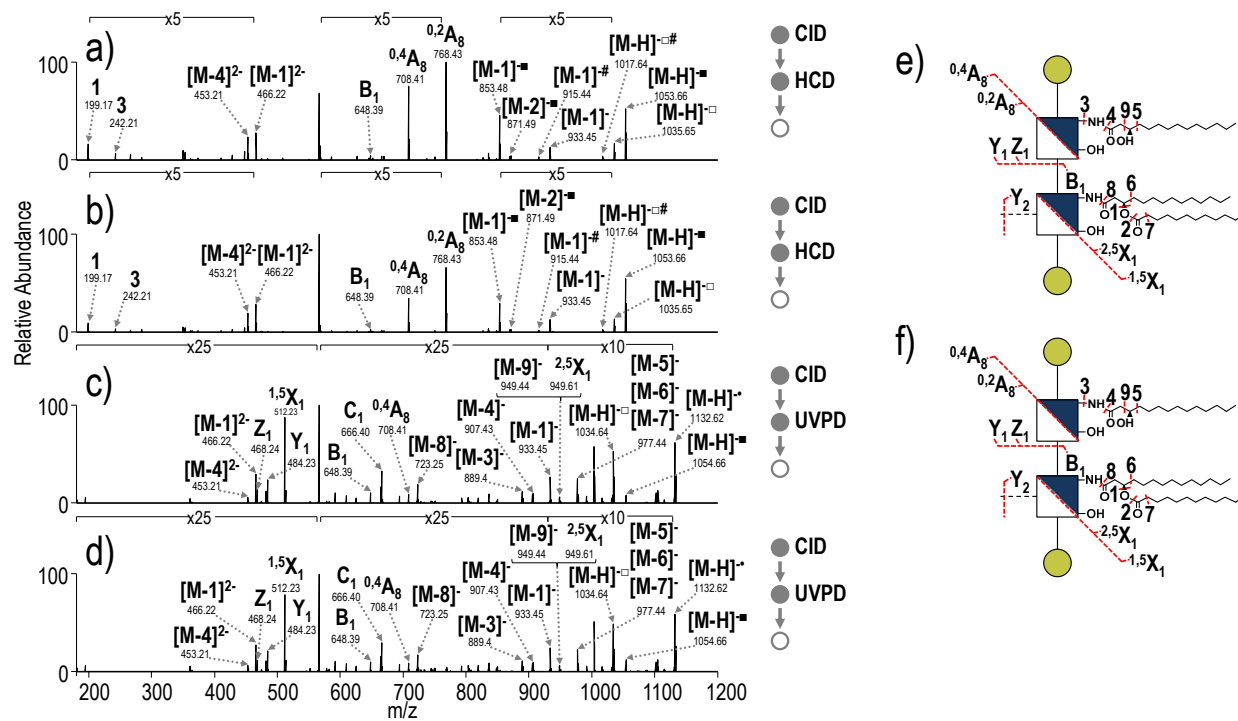 x5 x5 x5
a)
100
0
1
199.17
3
242.21
[M-4]²⁻
453.21
[M-1]²⁻
466.22
B₁
648.39
⁰,⁴A₈
708.41
⁰,²A₈
768.43
[M-1]⁻■
853.48
[M-2]⁻■
871.49
[M-1]⁻#
915.44
[M-1]⁻
933.45
[M-H]⁻□#
1017.64
[M-H]⁻■
1053.66
[M-H]⁻□
1035.65
CID
HCD
x5 x5 x5
b)
100
0
1
199.17
3
242.21
[M-4]²⁻
453.21
[M-1]²⁻
466.22
B₁
648.39
⁰,⁴A₈
708.41
⁰,²A₈
768.43
[M-1]⁻■
853.48
[M-2]⁻■
871.49
[M-1]⁻#
915.44
[M-1]⁻
933.45
[M-H]⁻□#
1017.64
[M-H]⁻■
1053.66
[M-H]⁻□
1035.65
CID
HCD
Relative Abundance
x25 x25 x10
c)
100
0
[M-4]²⁻
453.21
[M-1]²⁻
466.22
Z₁
468.24
Y₁
484.23
¹,⁵X₁
512.23
B₁
648.39
C₁
666.40
⁰,⁴A₈
708.41
[M-8]⁻
723.25
[M-3]⁻
889.4
[M-4]⁻
907.43
[M-1]⁻
933.45
[M-9]⁻
949.44
²,⁵X₁
949.61
[M-5]⁻
[M-6]⁻
[M-7]⁻
977.44
[M-H]⁻□
1034.64
[M-H]⁻•
1132.62
[M-H]⁻■
1054.66
CID
UVPD
x25 x25 x10
d)
100
0
[M-4]²⁻
453.21
[M-1]²⁻
466.22
Z₁
468.24
Y₁
484.23
¹,⁵X₁
512.23
B₁
648.39
C₁
666.40
⁰,⁴A₈
708.41
[M-8]⁻
723.25
[M-3]⁻
889.4
[M-4]⁻
907.43
[M-1]⁻
933.45
[M-9]⁻
949.44
²,⁵X₁
949.61
[M-5]⁻
[M-6]⁻
[M-7]⁻
977.44
[M-H]⁻□
1034.64
[M-H]⁻•
1132.62
[M-H]⁻■
1054.66
CID
UVPD
200 300 400 500 600 700 800 900 1000 1100 1200
m/z
e)
⁰,⁴A₈
⁰,²A₈
3
NH
4 9 5
O OH
OH
Y₁ Z₁
B₁
NH
8 6
O 1 O
Y₂
2 O 7
OH
²,⁵X₁
¹,⁵X₁
f)
⁰,⁴A₈
⁰,²A₈
3
NH
4 9 5
O OH
OH
Y₁ Z₁
B₁
NH
8 6
O 1 O
Y₂
2 O 7
OH
²,⁵X₁
¹,⁵X₁